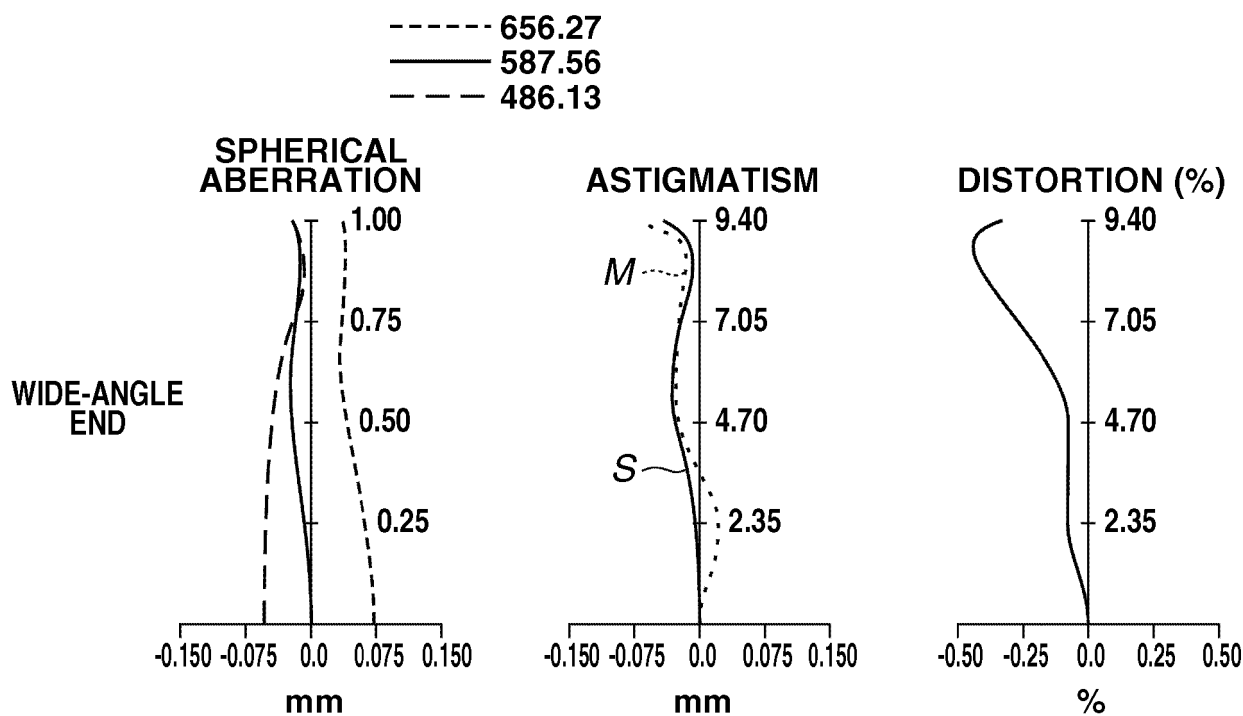 656.27
587.56
486.13
SPHERICAL
ABERRATION
1.00
0.75
0.50
0.25
-0.150 -0.075 0.0 0.075 0.150
mm
WIDE-ANGLE
END
ASTIGMATISM
9.40
M
7.05
4.70
S
2.35
-0.150 -0.075 0.0 0.075 0.150
mm
DISTORTION (%)
9.40
7.05
4.70
2.35
-0.50 -0.25 0.0 0.25 0.50
%